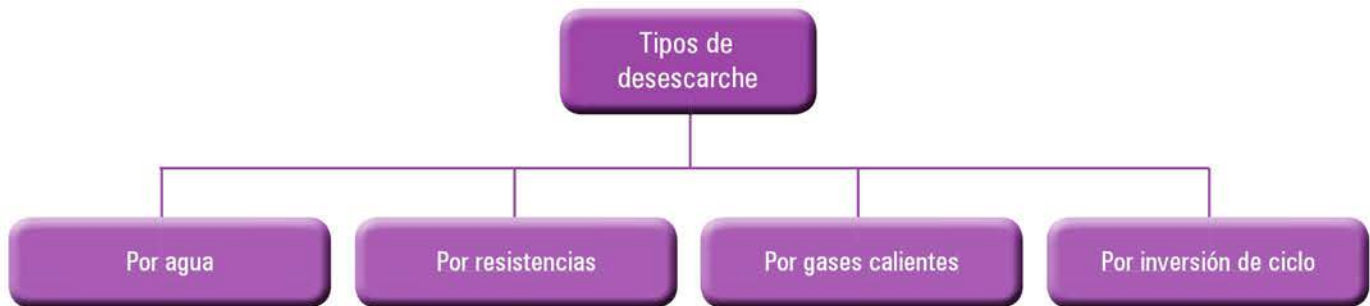 Tipos de
desescarche
Por agua
Por resistencias
Por gases calientes
Por inversión de ciclo